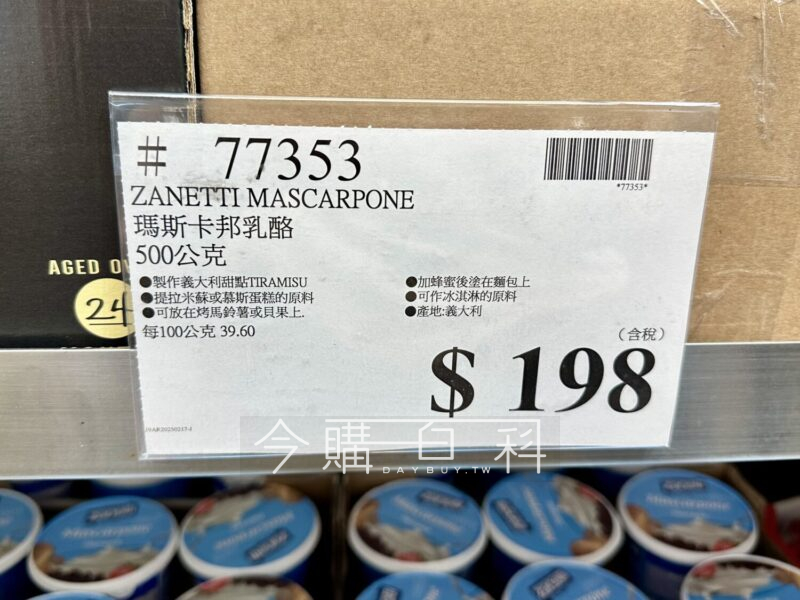 AGED
24
# 77353
*77353*
ZANETTI MASCARPONE
瑪斯卡邦乳酪
500公克
●製作義大利甜點TIRAMISU
●提拉米蘇或慕斯蛋糕的原料
●可放在烤馬鈴薯或貝果上.
●加蜂蜜後塗在麵包上
●可作冰淇淋的原料
●產地:義大利
每100公克 39.60
(含稅)
$ 198
今購百科
DAYBUY.TW
Mascarpone
Mascarpone
Mascarpone